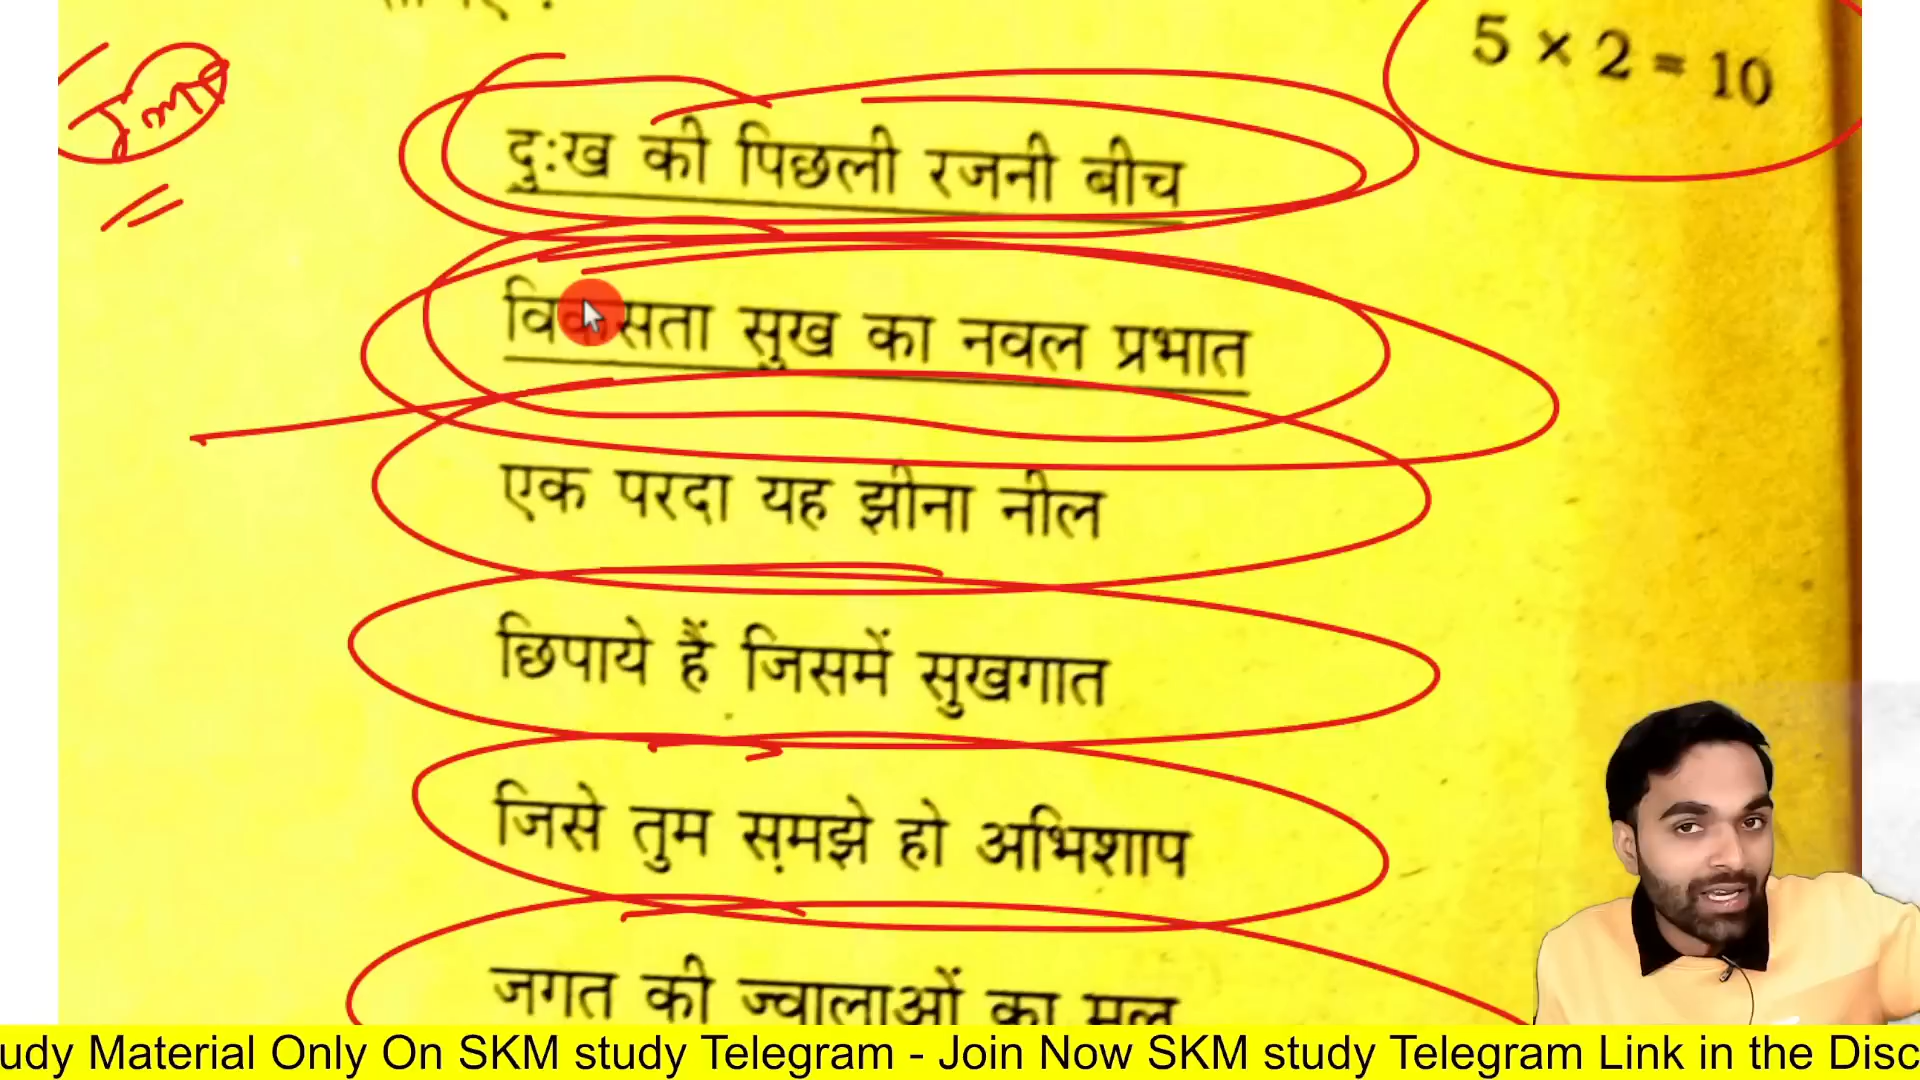 5 × 2 = 10
Imp
दुःख की पिछली रजनी बीच
विकसता सुख का नवल प्रभात
एक परदा यह झीना नील
छिपाये हैं जिसमें सुखगात
जिसे तुम समझे हो अभिशाप
जगत की ज्वालाओं का मूल
udy Material Only On SKM study Telegram - Join Now SKM study Telegram Link in the Disc